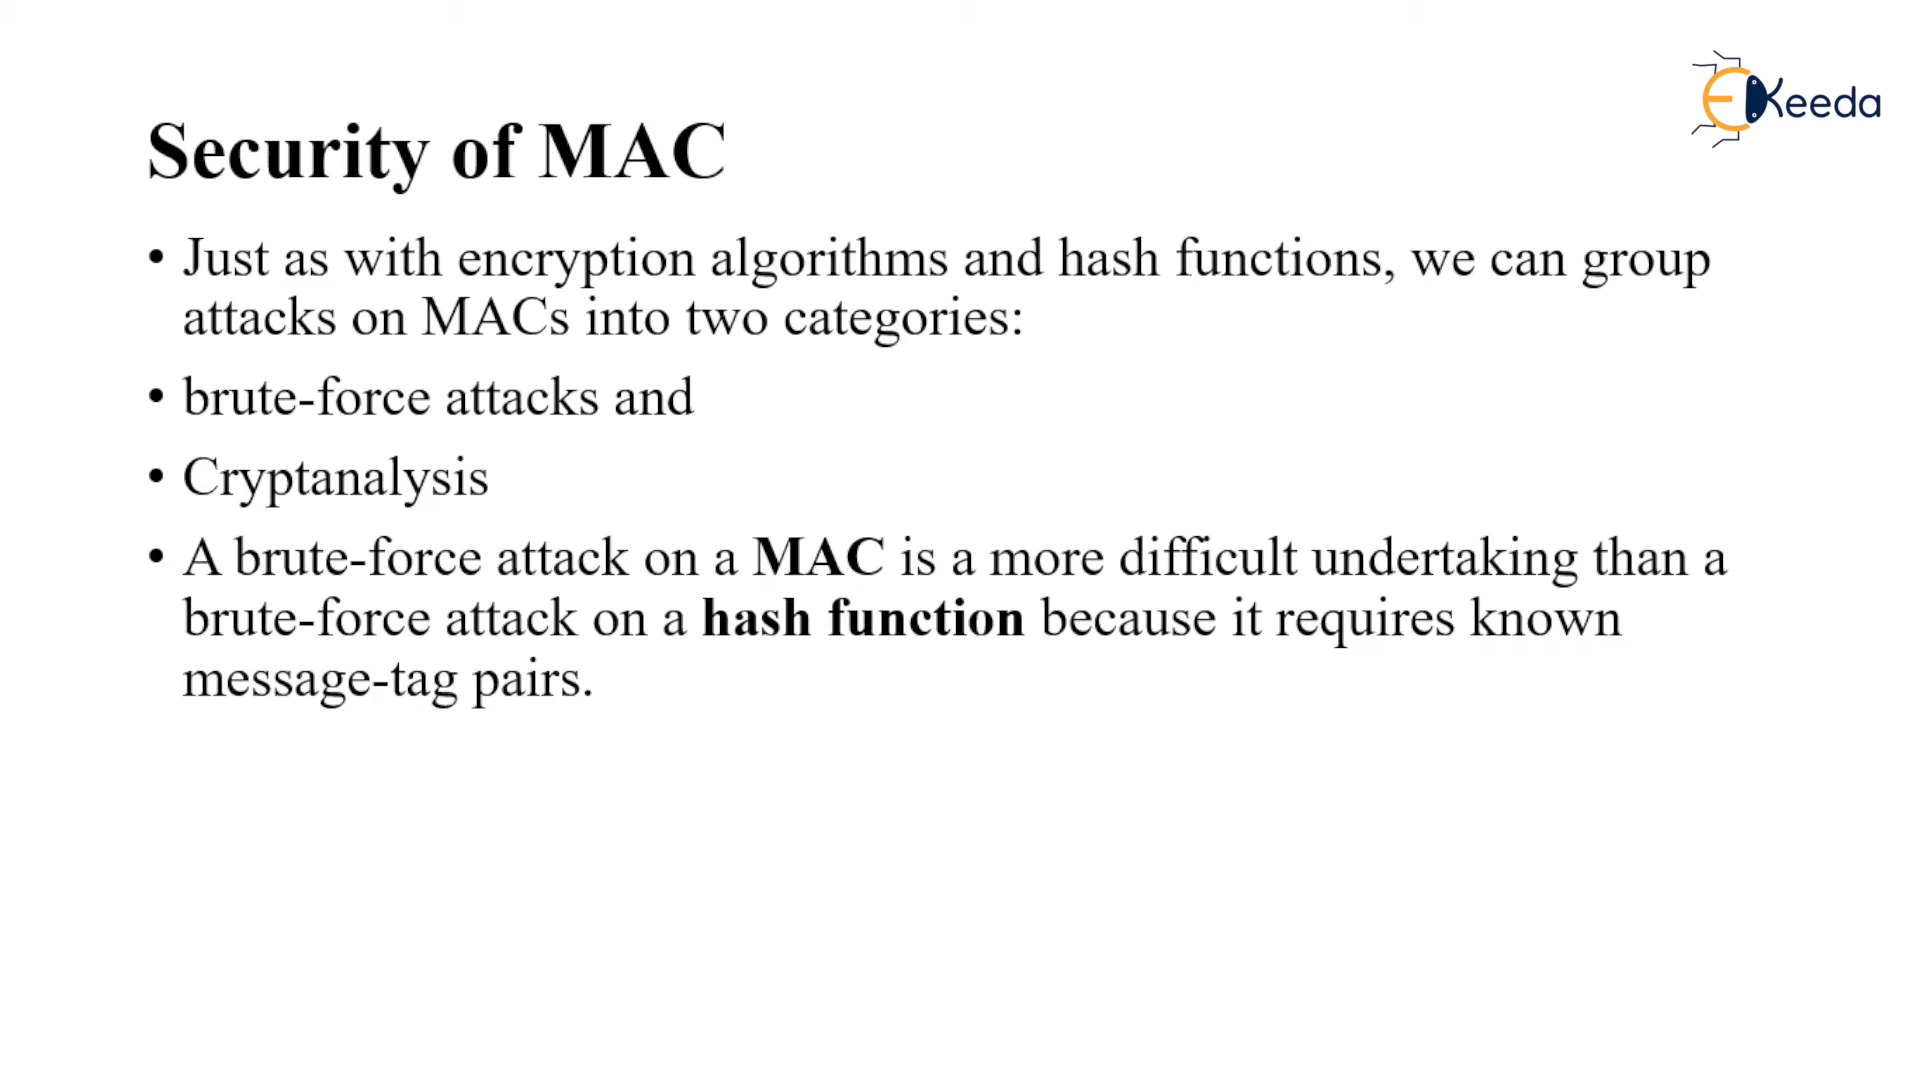 EKeeda
Security of MAC
• Just as with encryption algorithms and hash functions, we can group
attacks on MACs into two categories:
• brute-force attacks and
• Cryptanalysis
• A brute-force attack on a MAC is a more difficult undertaking than a
brute-force attack on a hash function because it requires known
message-tag pairs.